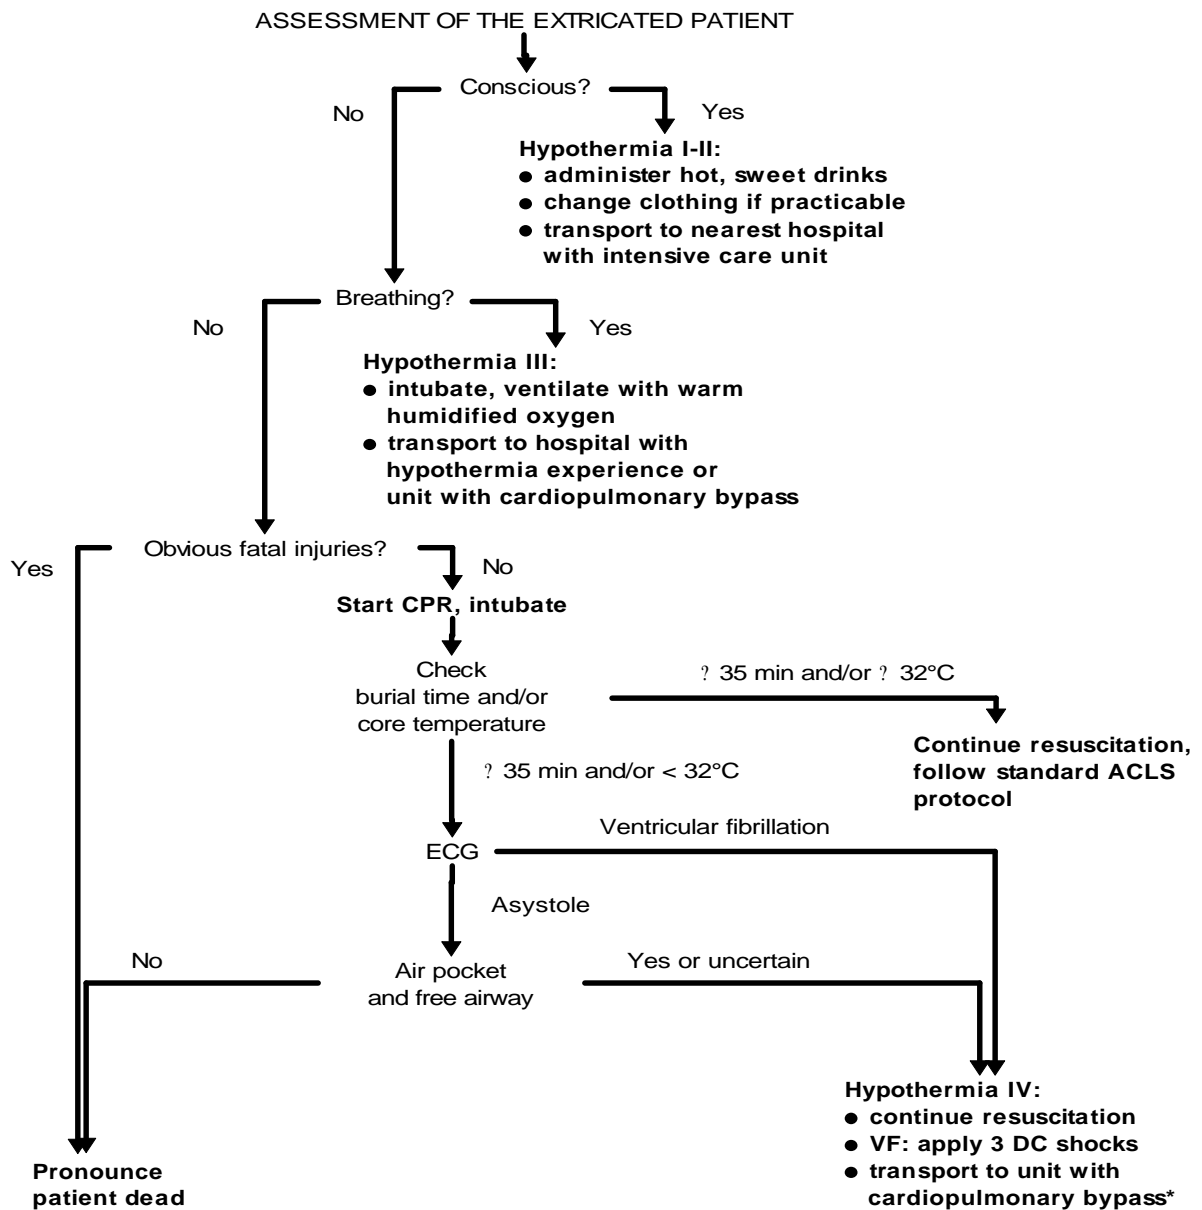 ASSESSMENT OF THE EXTRICATED PATIENT
Conscious?
No
Yes
Hypothermia I-II:
● administer hot, sweet drinks
● change clothing if practicable
● transport to nearest hospital
with intensive care unit
Breathing?
No
Yes
Hypothermia III:
● intubate, ventilate with warm
humidified oxygen
● transport to hospital with
hypothermia experience or
unit with cardiopulmonary bypass
Obvious fatal injuries?
Yes
No
Start CPR, intubate
Check
burial time and/or
core temperature
? 35 min and/or ? 32°C
Continue resuscitation,
follow standard ACLS
protocol
? 35 min and/or < 32°C
Ventricular fibrillation
ECG
Asystole
No
Air pocket
and free airway
Yes or uncertain
Hypothermia IV:
● continue resuscitation
● VF: apply 3 DC shocks
● transport to unit with
cardiopulmonary bypass*
Pronounce
patient dead